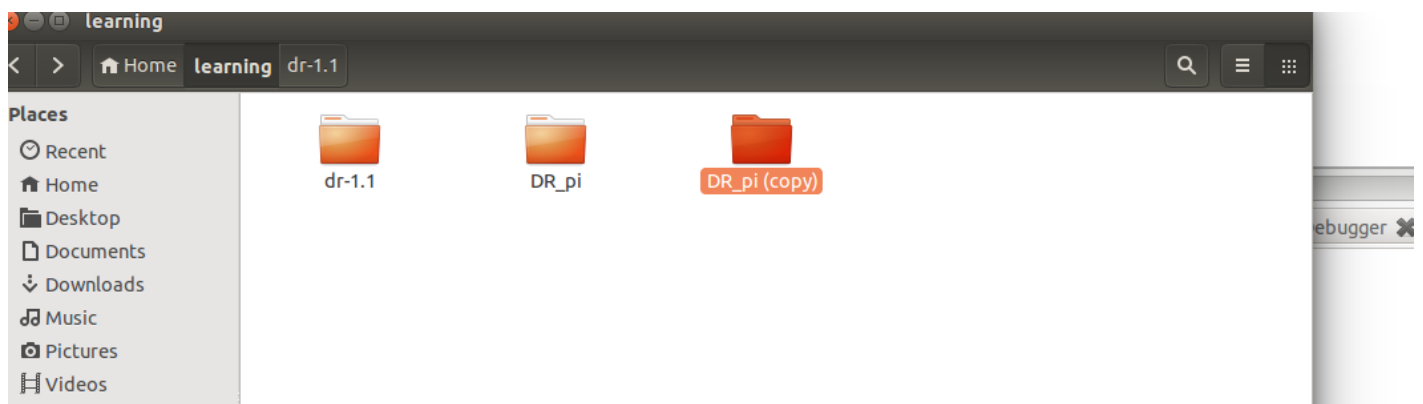 learning
Home learning dr-1.1
Places
Recent
Home
Desktop
Documents
Downloads
Music
Pictures
Videos
dr-1.1 DR_pi DR_pi (copy)
ebugger